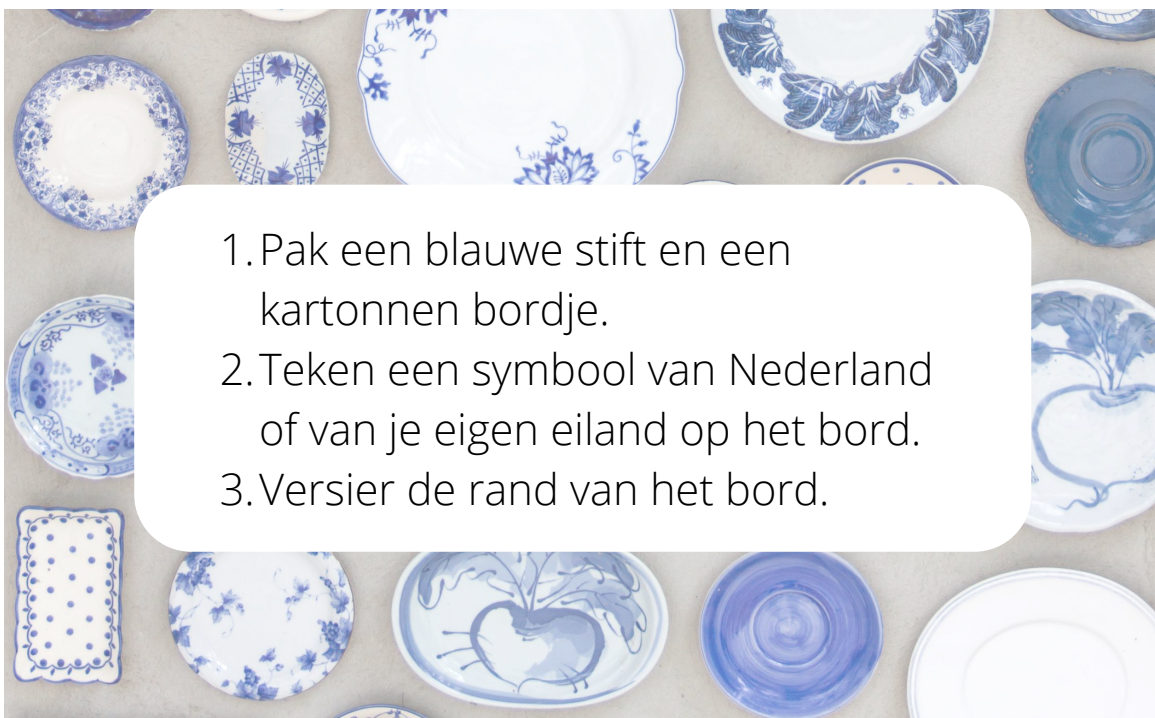 1. Pak een blauwe stift en een
kartonnen bordje.
2. Teken een symbool van Nederland
of van je eigen eiland op het bord.
3. Versier de rand van het bord.